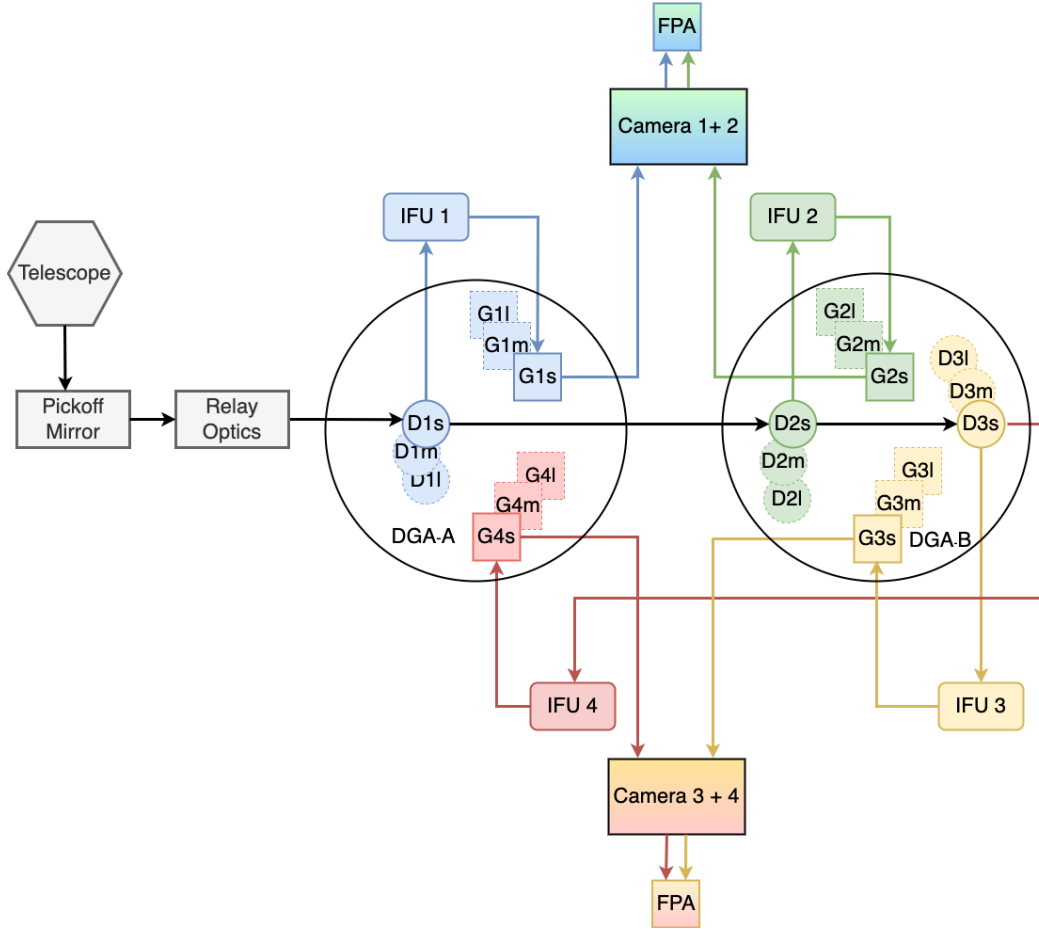 FPA
Camera 1+ 2
IFU 1
IFU 2
Telescope
G1l
G1m
G1s
G2l
G2m
G2s
D3l
D3m
D3s
Pickoff
Mirror
Relay
Optics
D1s
D1m
D1l
D2s
D2m
D2l
G4l
G4m
G4s
DGA-A
G3l
G3m
G3s
DGA-B
IFU 4
IFU 3
Camera 3 + 4
FPA